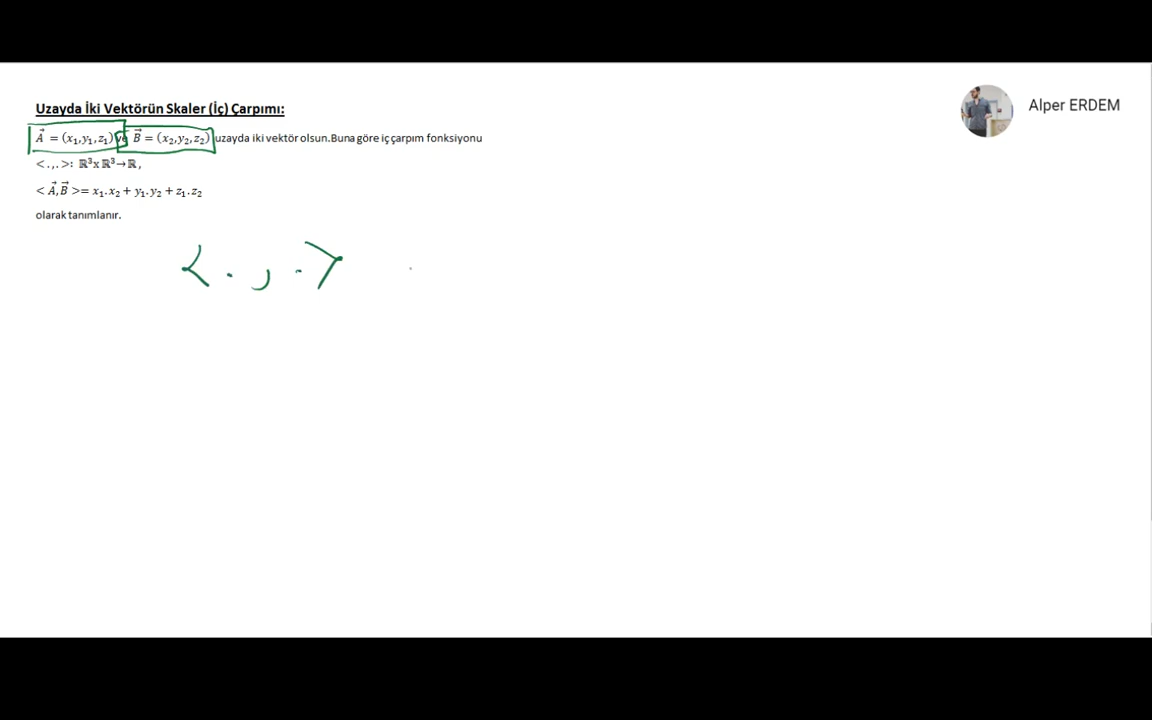 Uzayda İki Vektörün Skaler (İç) Çarpımı:
Alper ERDEM
A⃗ = (x₁,y₁,z₁) ve B⃗ = (x₂,y₂,z₂) uzayda iki vektör olsun.Buna göre iç çarpım fonksiyonu
<.,.>: ℝ³xℝ³→ℝ,
<A⃗,B⃗>= x₁.x₂ + y₁.y₂ + z₁.z₂
olarak tanımlanır.
< . , . >